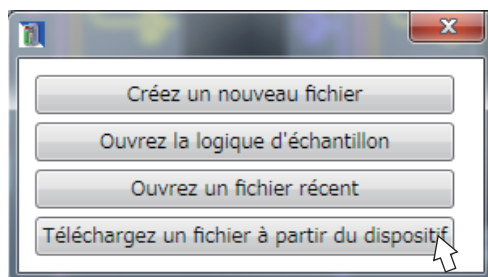 Créez un nouveau fichier
Ouvrez la logique d'échantillon
Ouvrez un fichier récent
Téléchargez un fichier à partir du dispositif